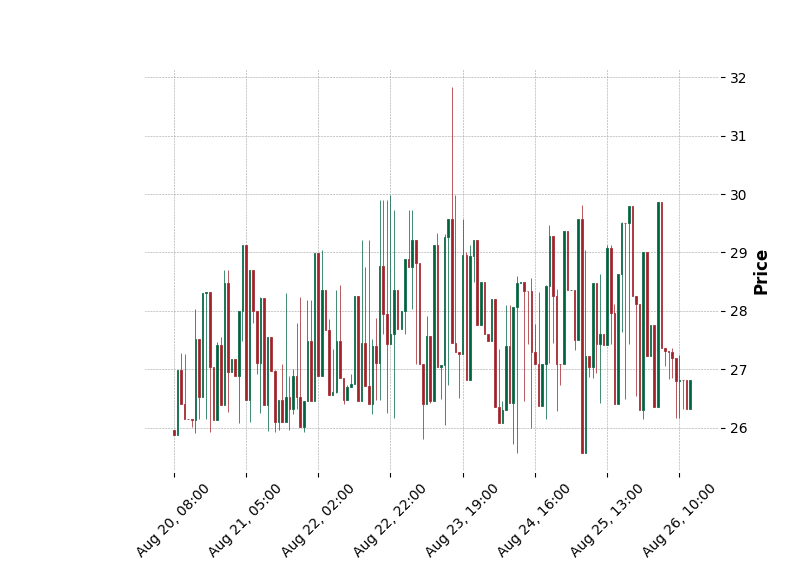 32
31
30
29
28
27
26
Price
Aug 20, 08:00
Aug 21, 05:00
Aug 22, 02:00
Aug 22, 22:00
Aug 23, 19:00
Aug 24, 16:00
Aug 25, 13:00
Aug 26, 10:00